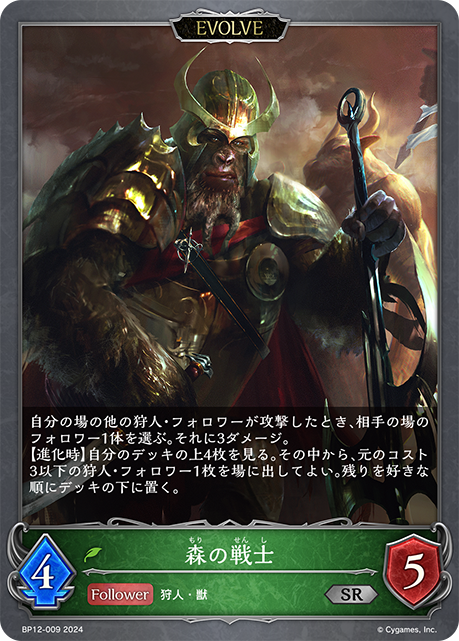 EVOLVE
自分の場の他の狩人・フォロワーが攻撃したとき、相手の場の
フォロワー1体を選ぶ。それに3ダメージ。
【進化時】自分のデッキの上4枚を見る。その中から、元のコスト
3以下の狩人・フォロワー1枚を場に出してよい。残りを好きな
順にデッキの下に置く。
もり せんし
森の戦士
4
Follower 狩人・獣
SR
5
BP12-009 2024
© Cygames, Inc.